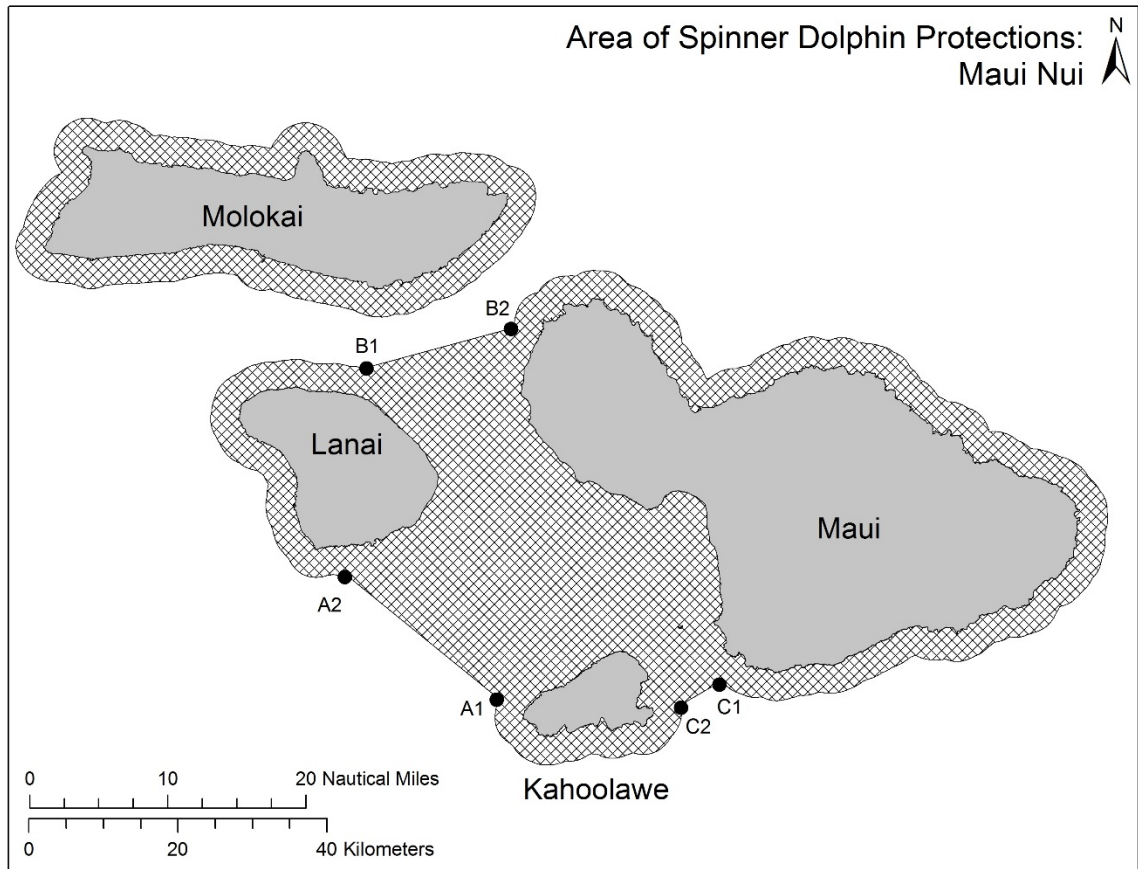 Area of Spinner Dolphin Protections:
Maui Nui
N
Molokai
B2
B1
Lanai
Maui
A2
A1
C1
C2
Kahoolawe
0 10 20 Nautical Miles
0 20 40 Kilometers